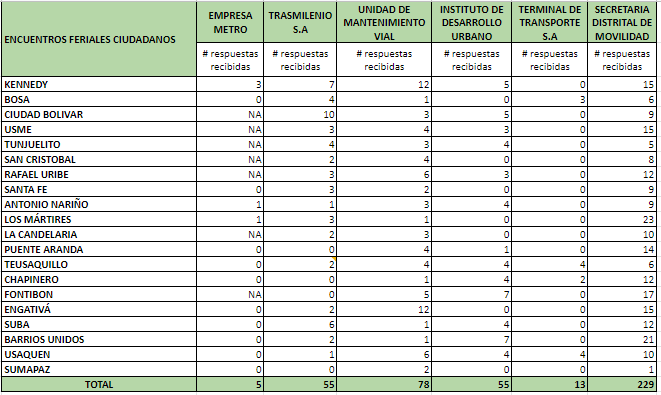 ENCUENTROS FERIALES CIUDADANOS | EMPRESA METRO | TRASMILENIO S.A | UNIDAD DE MANTENIMIENTO VIAL | INSTITUTO DE DESARROLLO URBANO | TERMINAL DE TRANSPORTE S.A | SECRETARIA DISTRITAL DE MOVILIDAD
# respuestas recibidas | # respuestas recibidas | # respuestas recibidas | # respuestas recibidas | # respuestas recibidas | # respuestas recibidas
KENNEDY | 3 | 7 | 12 | 5 | 0 | 15
BOSA | 0 | 4 | 1 | 0 | 3 | 6
CIUDAD BOLIVAR | NA | 10 | 3 | 5 | 0 | 9
USME | NA | 3 | 4 | 3 | 0 | 15
TUNJUELITO | NA | 4 | 3 | 4 | 0 | 5
SAN CRISTOBAL | NA | 2 | 4 | 0 | 0 | 8
RAFAEL URIBE | NA | 3 | 6 | 3 | 0 | 12
SANTA FE | 0 | 3 | 2 | 0 | 0 | 9
ANTONIO NARIÑO | 1 | 1 | 3 | 4 | 0 | 9
LOS MÁRTIRES | 1 | 3 | 1 | 0 | 0 | 23
LA CANDELARIA | NA | 2 | 3 | 0 | 0 | 10
PUENTE ARANDA | 0 | 0 | 4 | 1 | 0 | 14
TEUSAQUILLO | 0 | 2 | 4 | 4 | 4 | 6
CHAPINERO | 0 | 0 | 1 | 4 | 2 | 12
FONTIBON | NA | 0 | 5 | 7 | 0 | 17
ENGATIVÁ | 0 | 2 | 12 | 0 | 0 | 15
SUBA | 0 | 6 | 1 | 4 | 0 | 12
BARRIOS UNIDOS | 0 | 2 | 1 | 7 | 0 | 21
USAQUEN | 0 | 1 | 6 | 4 | 4 | 10
SUMAPAZ | 0 | 0 | 2 | 0 | 0 | 1
TOTAL | 5 | 55 | 78 | 55 | 13 | 229